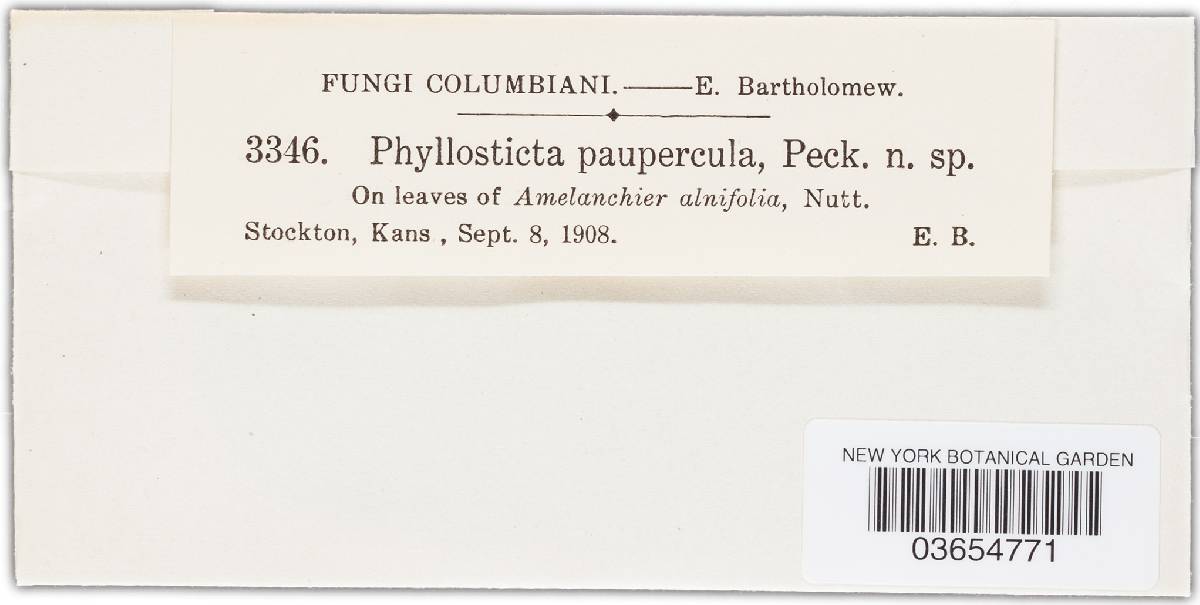 FUNGI COLUMBIANI.——E. Bartholomew.
3346. Phyllosticta paupercula, Peck. n. sp.
On leaves of Amelanchier alnifolia, Nutt.
Stockton, Kans , Sept. 8, 1908. E. B.
NEW YORK BOTANICAL GARDEN
03654771